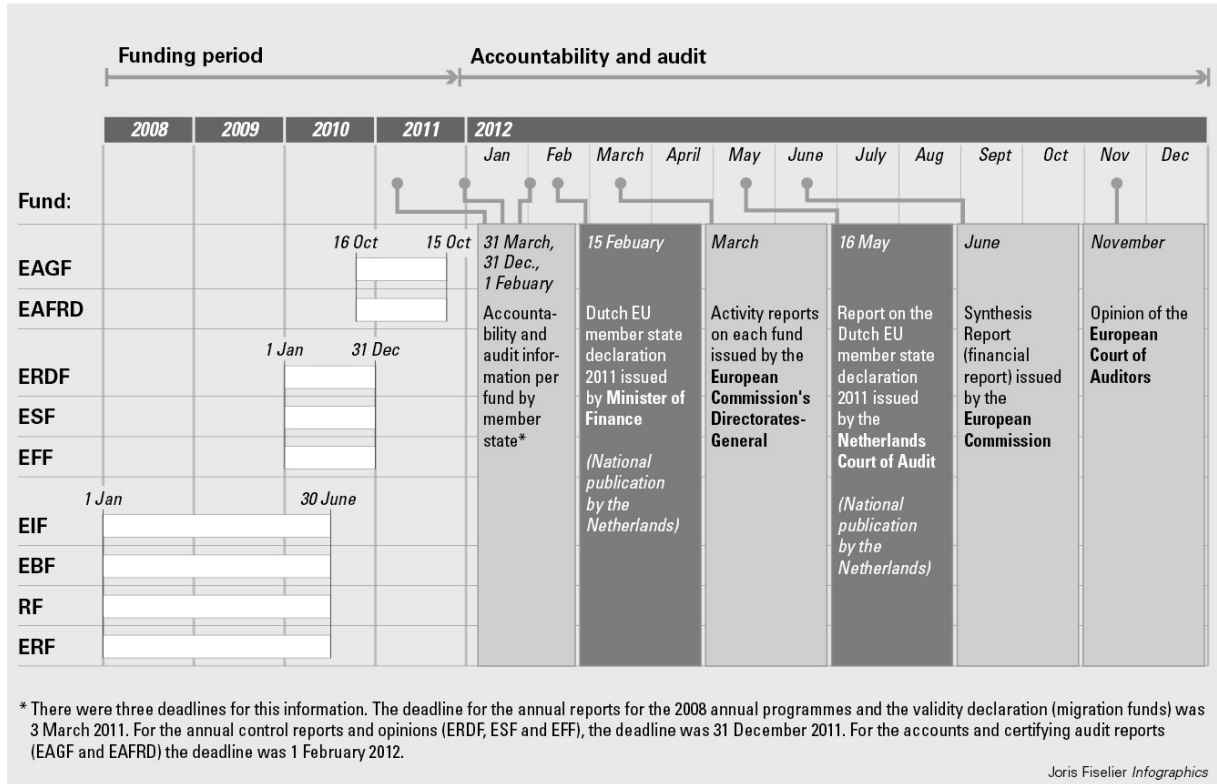 Funding period
Accountability and audit
2008
2009
2010
2011
2012
Jan
Feb
March
April
May
June
July
Aug
Sept
Oct
Nov
Dec
Fund:
16 Oct
15 Oct
EAGF
EAFRD
1 Jan
31 Dec
ERDF
ESF
EFF
1 Jan
30 June
EIF
EBF
RF
ERF
31 March,
31 Dec.,
1 Febuary
Accounta-
bility and
audit infor-
mation per
fund by
member
state*
15 Febuary
Dutch EU
member state
declaration
2011 issued
by Minister of
Finance
(National
publication
by the
Netherlands)
March
Activity reports
on each fund
issued by the
European
Commission's
Directorates-
General
16 May
Report on the
Dutch EU
member state
declaration
2011 issued
by the
Netherlands
Court of Audit
(National
publication
by the
Netherlands)
June
Synthesis
Report
(financial
report) issued
by the
European
Commission
November
Opinion of the
European
Court of
Auditors
* There were three deadlines for this information. The deadline for the annual reports for the 2008 annual programmes and the validity declaration (migration funds) was
3 March 2011. For the annual control reports and opinions (ERDF, ESF and EFF), the deadline was 31 December 2011. For the accounts and certifying audit reports
(EAGF and EAFRD) the deadline was 1 February 2012.
Joris Fiselier Infographics